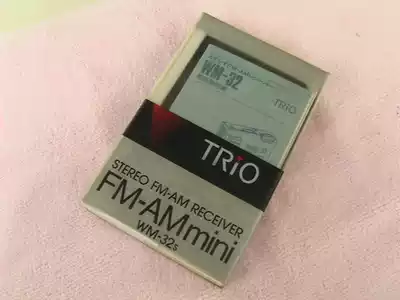 WM-32
TRiO
TRiO
STEREO FM-AM RECEIVER
FM-AMmini
WM-32s